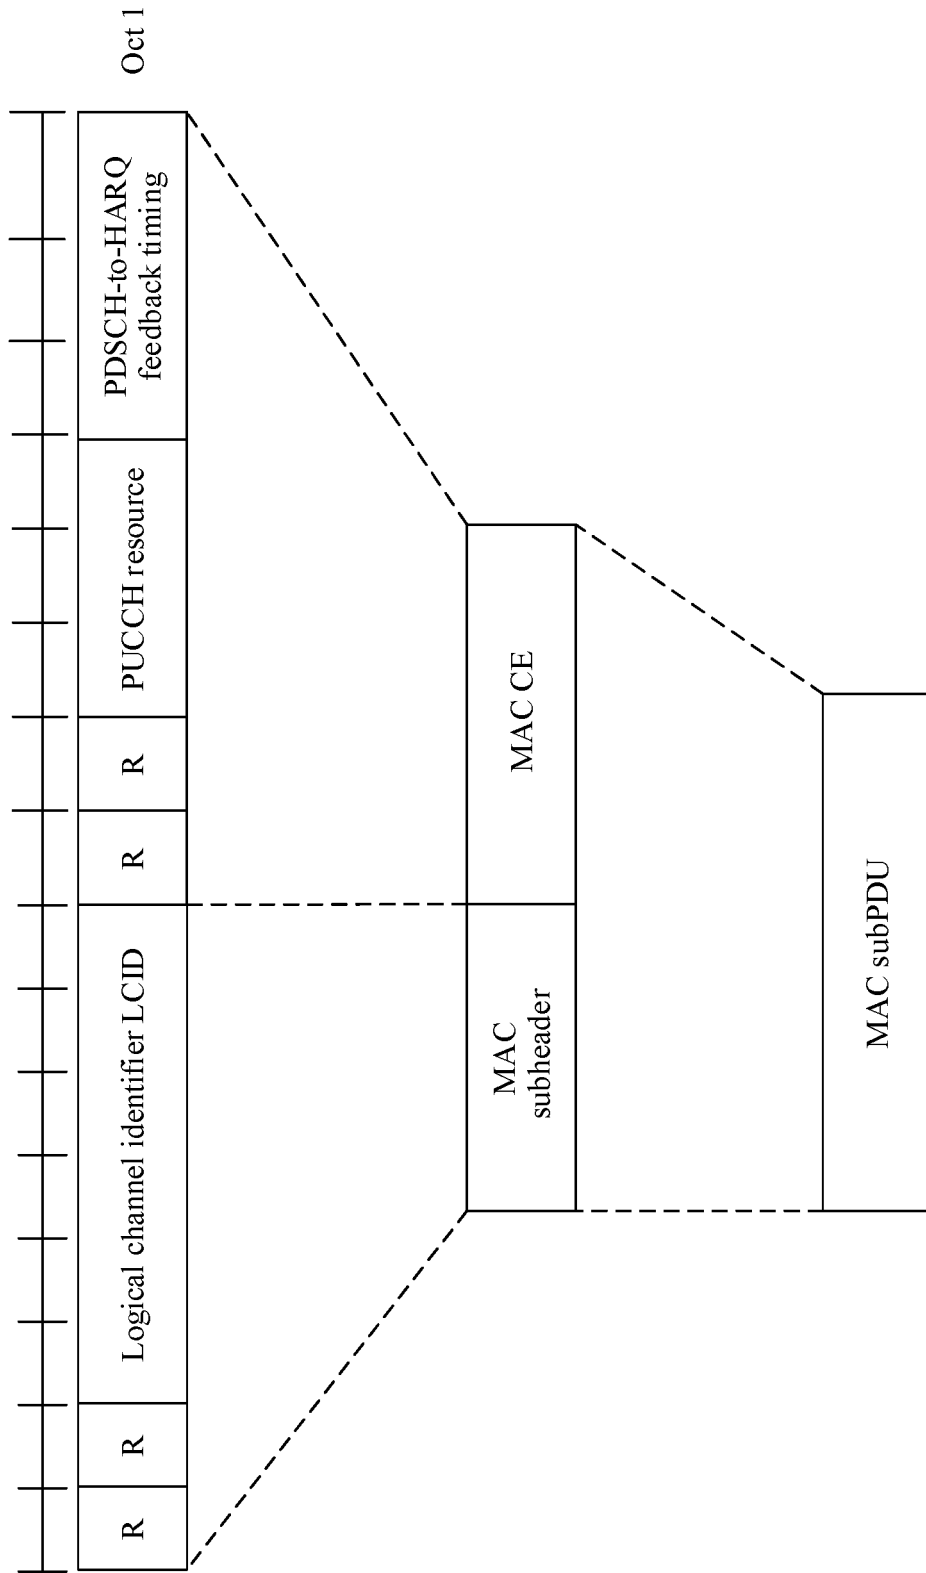 R
R
Logical channel identifier LCID
R
R
PUCCH resource
PDSCH-to-HARQ
feedback timing
Oct 1
MAC
subheader
MAC CE
MAC subPDU